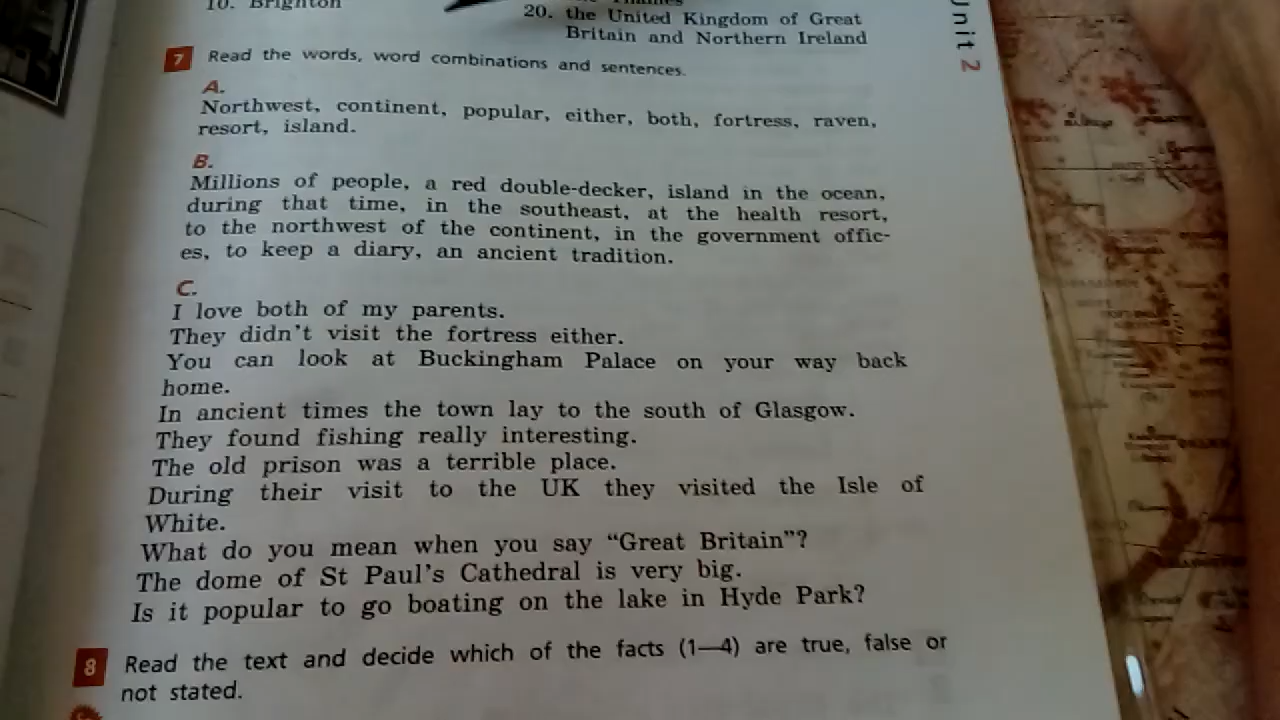 10. Brighton
20. the United Kingdom of Great
Britain and Northern Ireland
Unit 2
7 Read the words, word combinations and sentences.
A.
Northwest, continent, popular, either, both, fortress, raven,
resort, island.
B.
Millions of people, a red double-decker, island in the ocean,
during that time, in the southeast, at the health resort,
to the northwest of the continent, in the government offic-
es, to keep a diary, an ancient tradition.
C.
I love both of my parents.
They didn't visit the fortress either.
You can look at Buckingham Palace on your way back
home.
In ancient times the town lay to the south of Glasgow.
They found fishing really interesting.
The old prison was a terrible place.
During their visit to the UK they visited the Isle of
White.
What do you mean when you say “Great Britain”?
The dome of St Paul's Cathedral is very big.
Is it popular to go boating on the lake in Hyde Park?
8 Read the text and decide which of the facts (1—4) are true, false or
not stated.